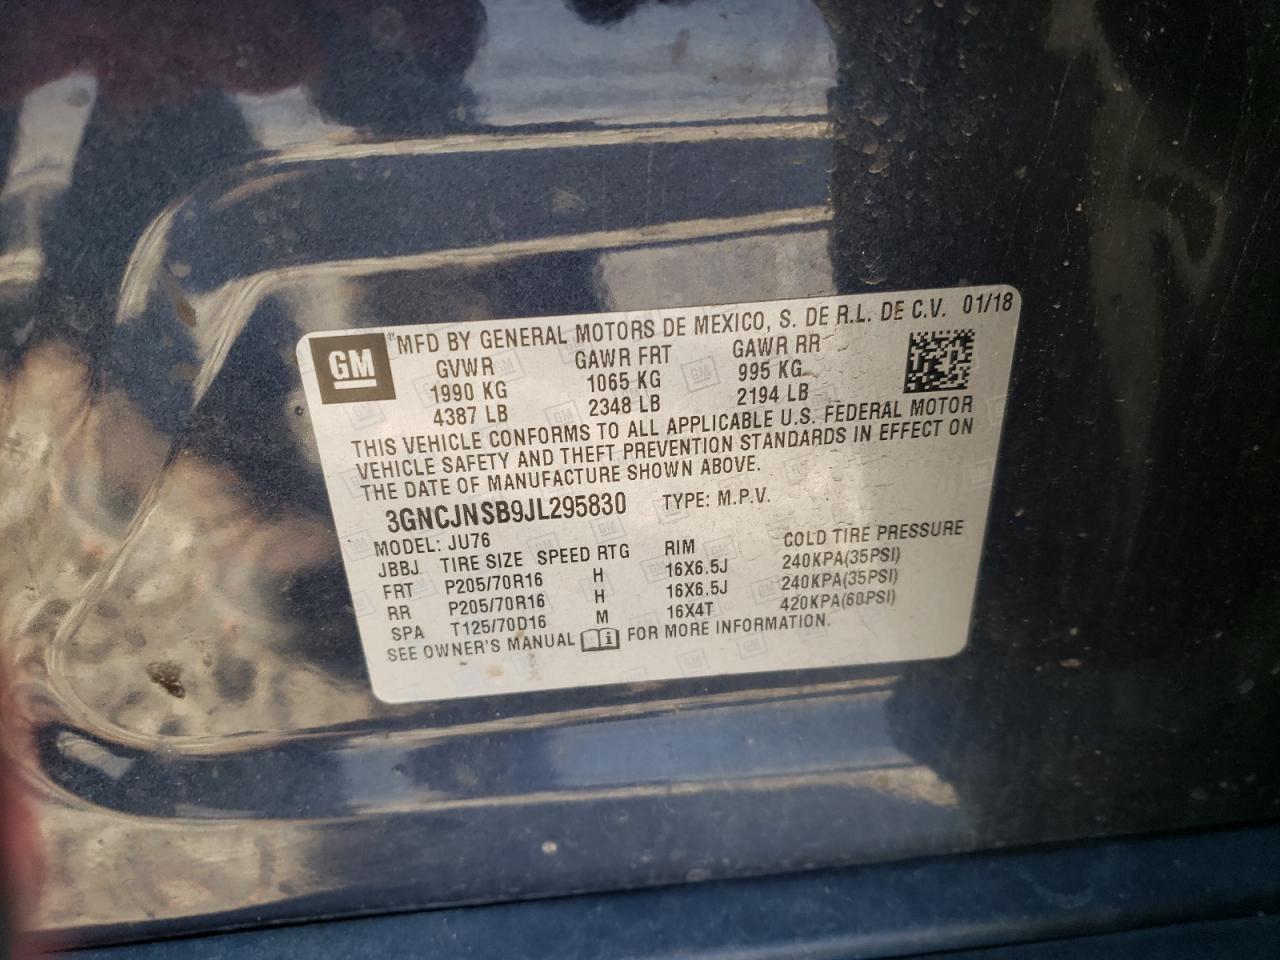 GM ® MFD BY GENERAL MOTORS DE MEXICO, S. DE R.L. DE C.V. 01/18
GVWR GAWR FRT GAWR RR
1990 KG 1065 KG 995 KG
4387 LB 2348 LB 2194 LB
THIS VEHICLE CONFORMS TO ALL APPLICABLE U.S. FEDERAL MOTOR
VEHICLE SAFETY AND THEFT PREVENTION STANDARDS IN EFFECT ON
THE DATE OF MANUFACTURE SHOWN ABOVE.
3GNCJNSB9JL295830 TYPE: M.P.V.
MODEL: JU76
JBBJ TIRE SIZE SPEED RTG RIM COLD TIRE PRESSURE
FRT P205/70R16 H 16X6.5J 240KPA(35PSI)
RR P205/70R16 H 16X6.5J 240KPA(35PSI)
SPA T125/70D16 M 16X4T 420KPA(60PSI)
SEE OWNER'S MANUAL i FOR MORE INFORMATION.